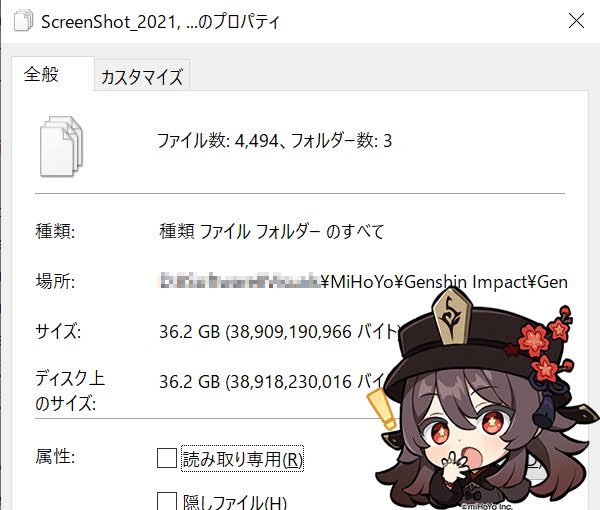 ScreenShot_2021, ...のプロパティ
全般
カスタマイズ
ファイル数: 4,494、フォルダー数: 3
種類: 種類 ファイル フォルダー のすべて
場所: ¥MiHoYo¥Genshin Impact¥Gen
サイズ: 36.2 GB (38,909,190,966 バイト)
ディスク上
のサイズ: 36.2 GB (38,918,230,016 バイ
属性: 読み取り専用(R)
隠しファイル(H)
©miHoYo Inc.